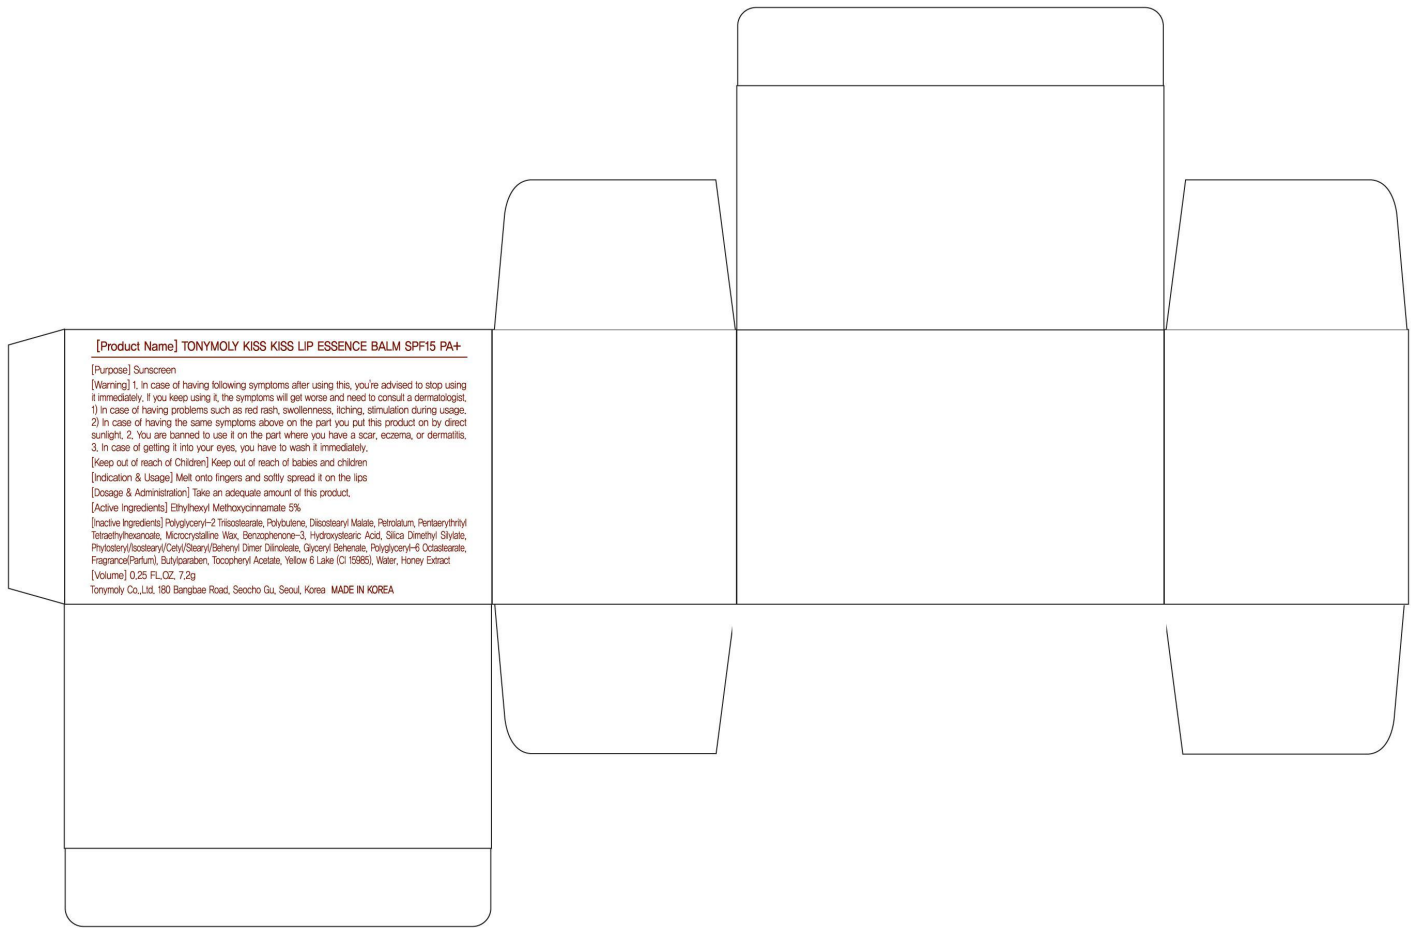 [Product Name] TONYMOLY KISS KISS LIP ESSENCE BALM SPF15 PA+
[Purpose] Sunscreen
[Warning] 1. In case of having following symptoms after using this, you're advised to stop using
it immediately. If you keep using it, the symptoms will get worse and need to consult a dermatologist.
1) In case of having problems such as red rash, swollenness, itching, stimulation during usage.
2) In case of having the same symptoms above on the part you put this product on by direct
sunlight. 2. You are banned to use it on the part where you have a scar, eczema, or dermatitis.
3. In case of getting it into your eyes, you have to wash it immediately.
[Keep out of reach of Children] Keep out of reach of babies and children
[Indication & Usage] Melt onto fingers and softly spread it on the lips
[Dosage & Administration] Take an adequate amount of this product.
[Active Ingredients] Ethylhexyl Methoxycinnamate 5%
[Inactive Ingredients] Polyglyceryl-2 Triisostearate, Polybutene, Diisostearyl Malate, Petrolatum, Pentaerythrityl
Tetraethylhexanoate, Microcrystalline Wax, Benzophenone-3, Hydroxystearic Acid, Silica Dimethyl Silylate,
Phytosteryl/Isostearyl/Cetyl/Stearyl/Behenyl Dimer Dilinoleate, Glyceryl Behenate, Polyglyceryl-6 Octastearate,
Fragrance(Parfum), Butylparaben, Tocopheryl Acetate, Yellow 6 Lake (CI 15985), Water, Honey Extract
[Volume] 0.25 FL.OZ. 7.2g
Tonymoly Co.,Ltd. 180 Bangbae Road, Seocho Gu, Seoul, Korea MADE IN KOREA